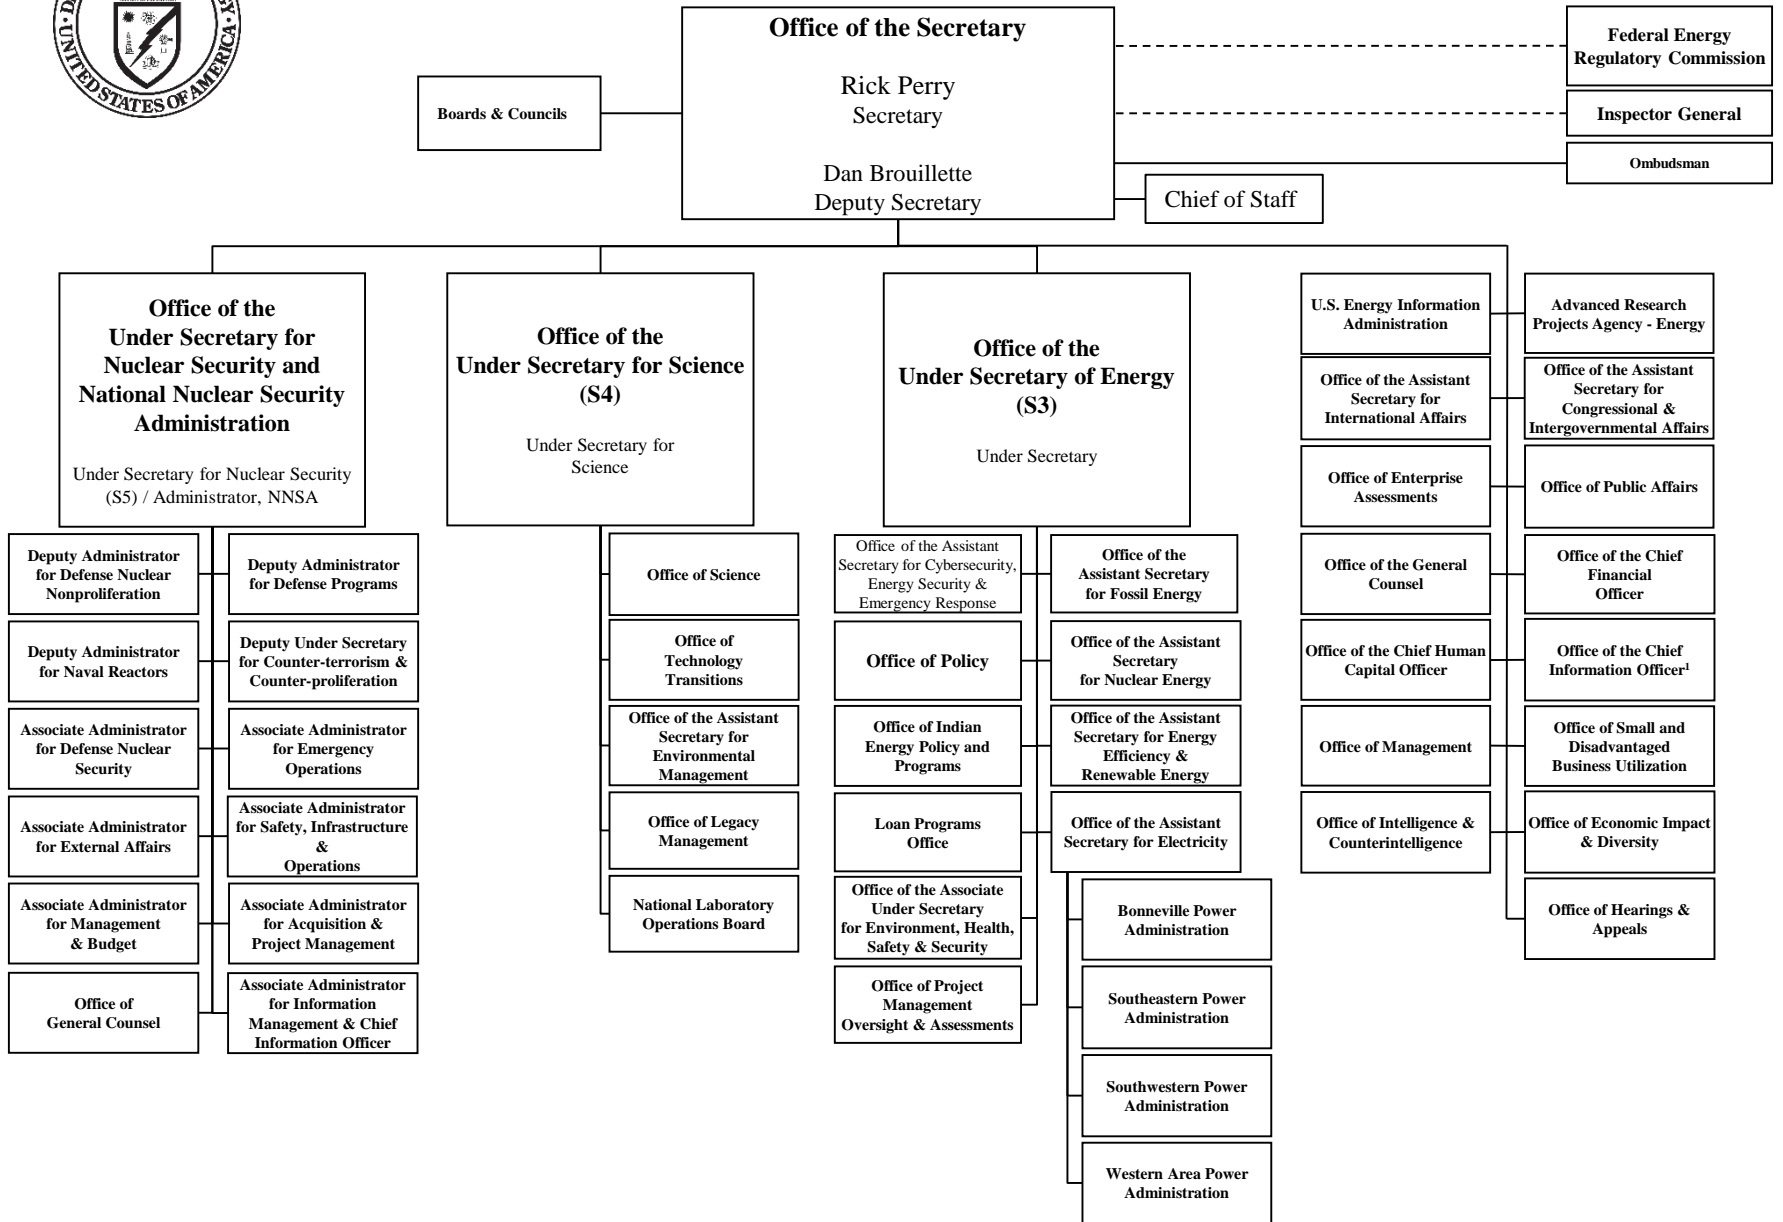 UNITED STATES OF AMERICA
Office of the Secretary
Rick Perry
Secretary
Dan Brouillette
Deputy Secretary
Boards & Councils
Federal Energy
Regulatory Commission
Inspector General
Ombudsman
Chief of Staff
Office of the
Under Secretary for
Nuclear Security and
National Nuclear Security
Administration
Under Secretary for Nuclear Security
(S5) / Administrator, NNSA
Office of the
Under Secretary for Science
(S4)
Under Secretary for
Science
Office of the
Under Secretary of Energy
(S3)
Under Secretary
Deputy Administrator
for Defense Nuclear
Nonproliferation
Deputy Administrator
for Defense Programs
Deputy Administrator
for Naval Reactors
Deputy Under Secretary
for Counter-terrorism &
Counter-proliferation
Associate Administrator
for Defense Nuclear
Security
Associate Administrator
for Emergency
Operations
Associate Administrator
for External Affairs
Associate Administrator
for Safety, Infrastructure
&
Operations
Associate Administrator
for Management
& Budget
Associate Administrator
for Acquisition &
Project Management
Office of
General Counsel
Associate Administrator
for Information
Management & Chief
Information Officer
Office of Science
Office of
Technology
Transitions
Office of the Assistant
Secretary for
Environmental
Management
Office of Legacy
Management
National Laboratory
Operations Board
Office of the Assistant
Secretary for Cybersecurity,
Energy Security &
Emergency Response
Office of the
Assistant Secretary
for Fossil Energy
Office of Policy
Office of the Assistant
Secretary
for Nuclear Energy
Office of Indian
Energy Policy and
Programs
Office of the Assistant
Secretary for Energy
Efficiency &
Renewable Energy
Loan Programs
Office
Office of the Assistant
Secretary for Electricity
Office of the Associate
Under Secretary
for Environment, Health,
Safety & Security
Office of Project
Management
Oversight & Assessments
Bonneville Power
Administration
Southeastern Power
Administration
Southwestern Power
Administration
Western Area Power
Administration
U.S. Energy Information
Administration
Advanced Research
Projects Agency - Energy
Office of the Assistant
Secretary for
International Affairs
Office of the Assistant
Secretary for
Congressional &
Intergovernmental Affairs
Office of Enterprise
Assessments
Office of Public Affairs
Office of the General
Counsel
Office of the Chief
Financial
Officer
Office of the Chief Human
Capital Officer
Office of the Chief
Information Officer¹
Office of Management
Office of Small and
Disadvantaged
Business Utilization
Office of Intelligence &
Counterintelligence
Office of Economic Impact
& Diversity
Office of Hearings &
Appeals